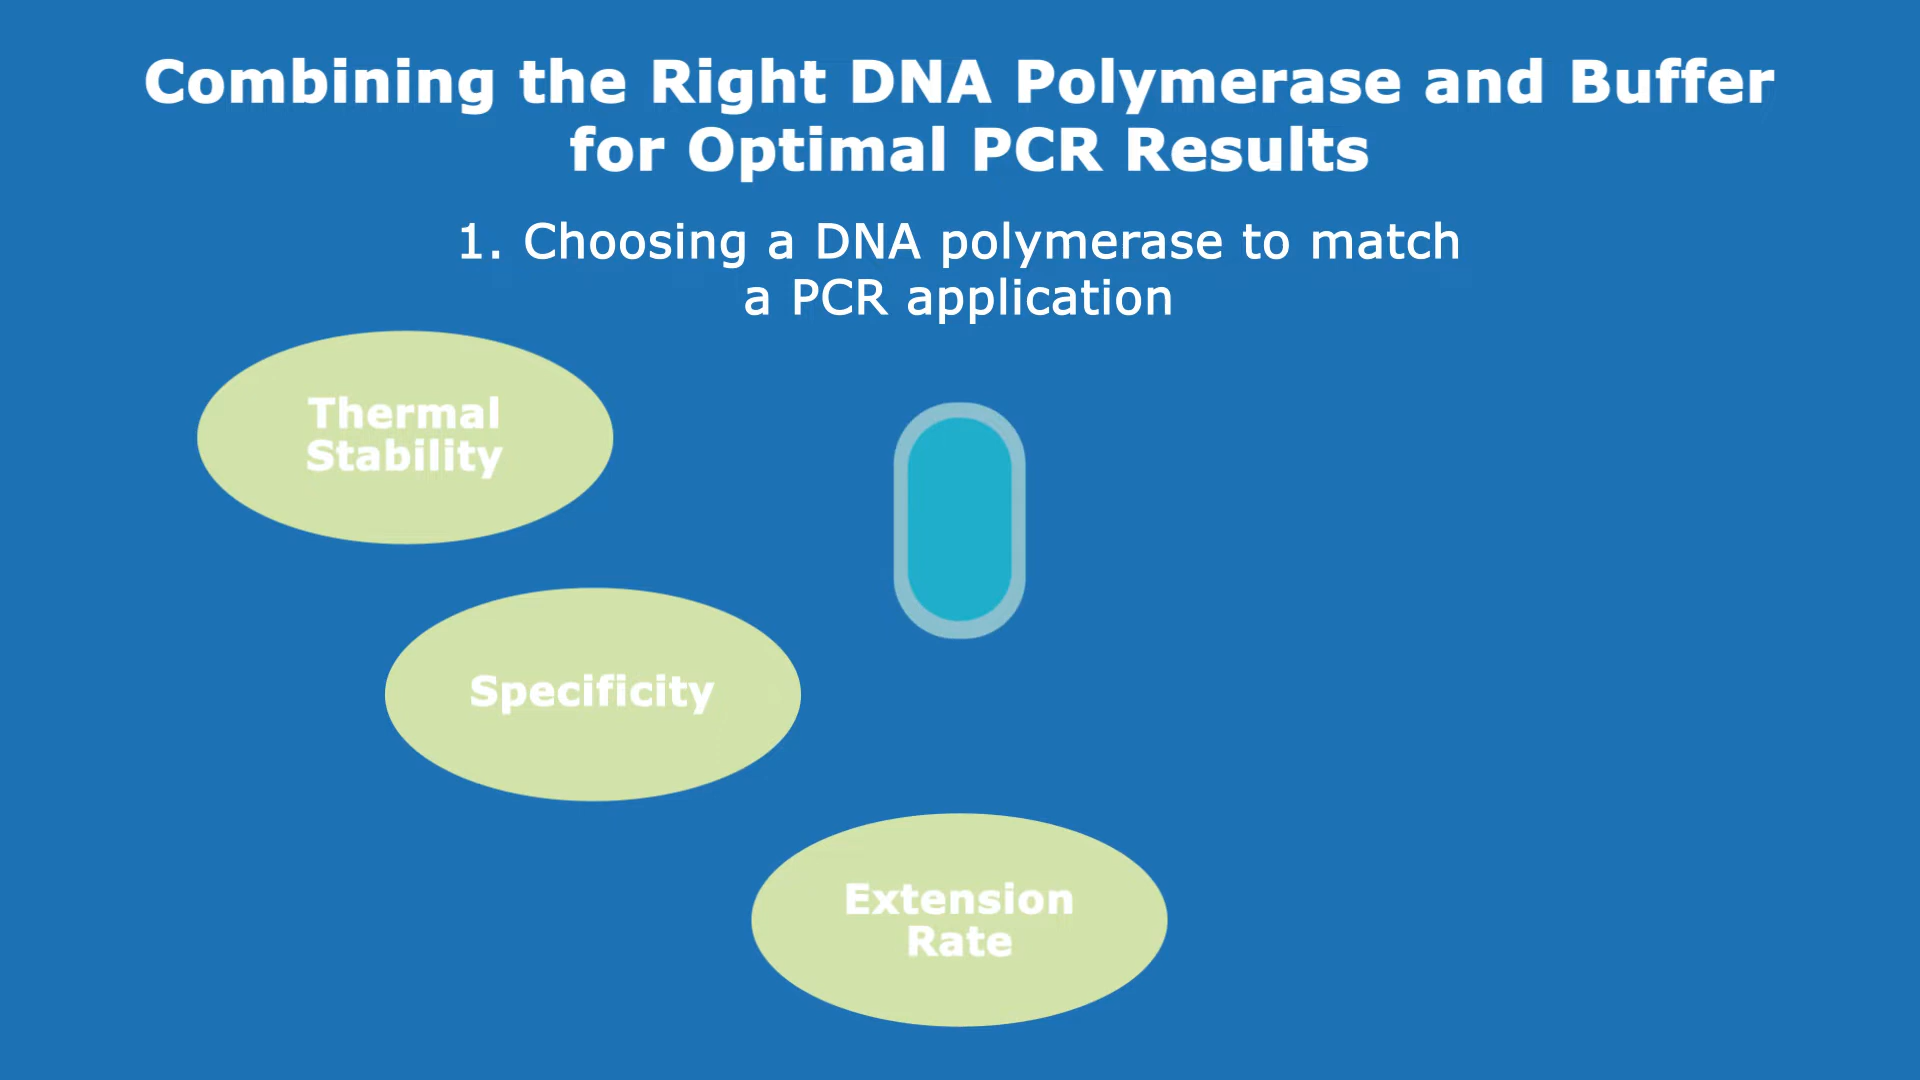 Combining the Right DNA Polymerase and Buffer
for Optimal PCR Results
1. Choosing a DNA polymerase to match
a PCR application
Thermal
Stability
Specificity
Extension
Rate